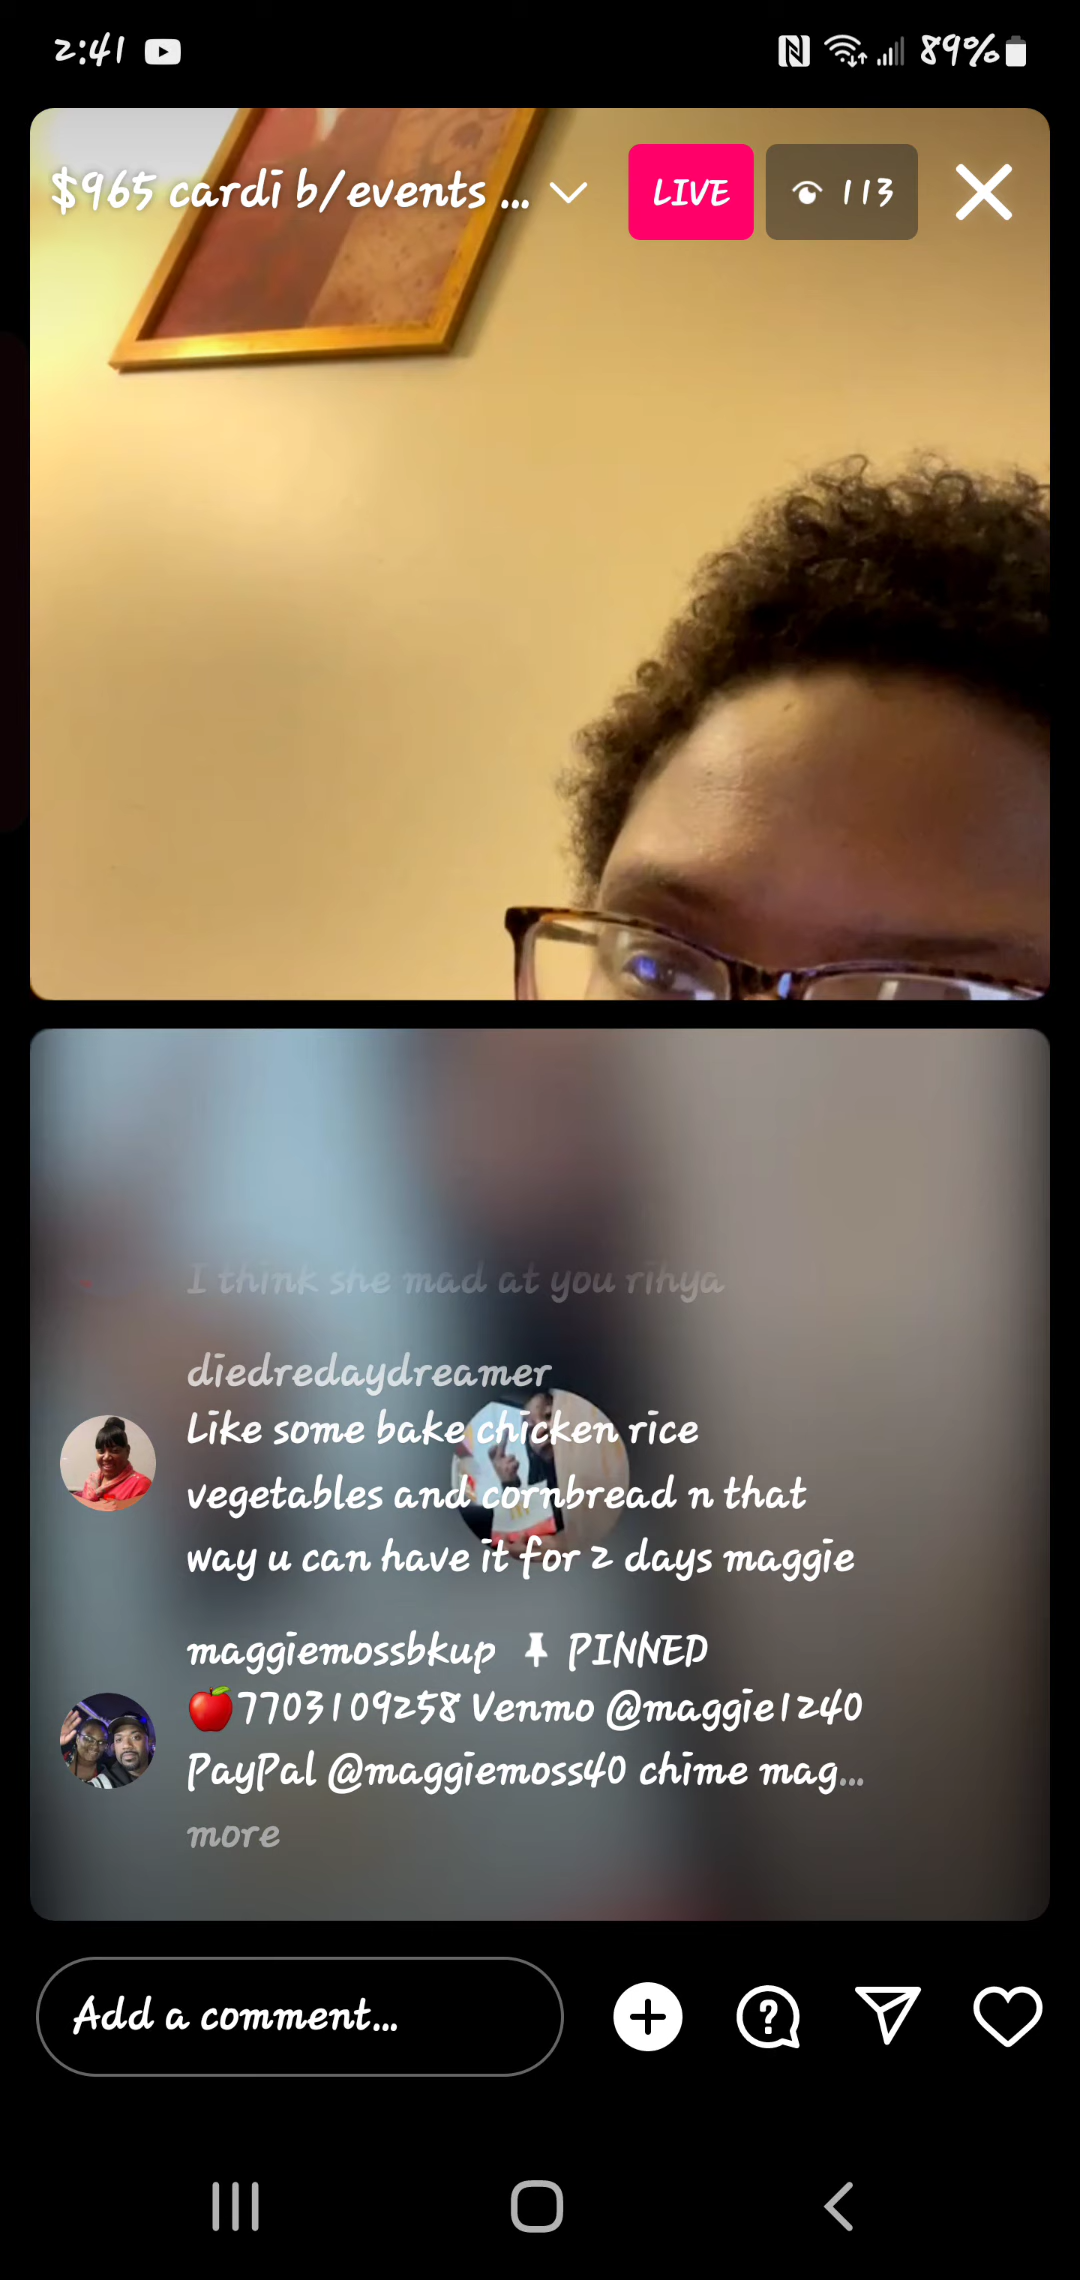 2:41
89%
$965 cardi b/events ...
LIVE
113
I think she mad at you rihya
diedredaydreamer
Like some bake chicken rice
vegetables and cornbread n that
way u can have it for 2 days maggie
maggiemossbkup PINNED
🍎7703109258 Venmo @maggie1240
PayPal @maggiemoss40 chime mag...
more
Add a comment...